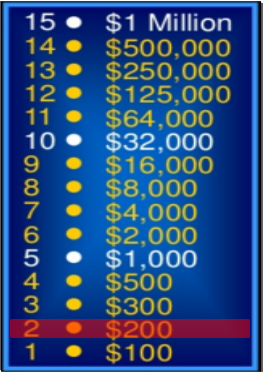 15 • $1 Million
14 • $500,000
13 • $250,000
12 • $125,000
11 • $64,000
10 • $32,000
9 • $16,000
8 • $8,000
7 • $4,000
6 • $2,000
5 • $1,000
4 • $500
3 • $300
2 • $200
1 • $100